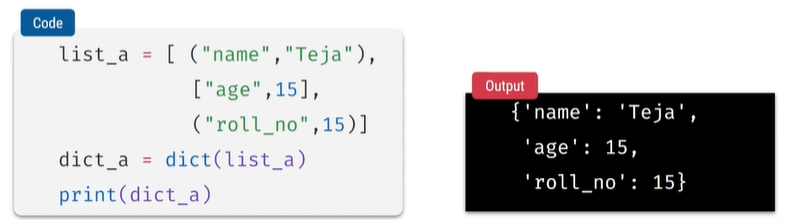 Code
list_a = [ ("name","Teja"),
["age",15],
("roll_no",15)]
dict_a = dict(list_a)
print(dict_a)
Output
{'name': 'Teja',
'age': 15,
'roll_no': 15}